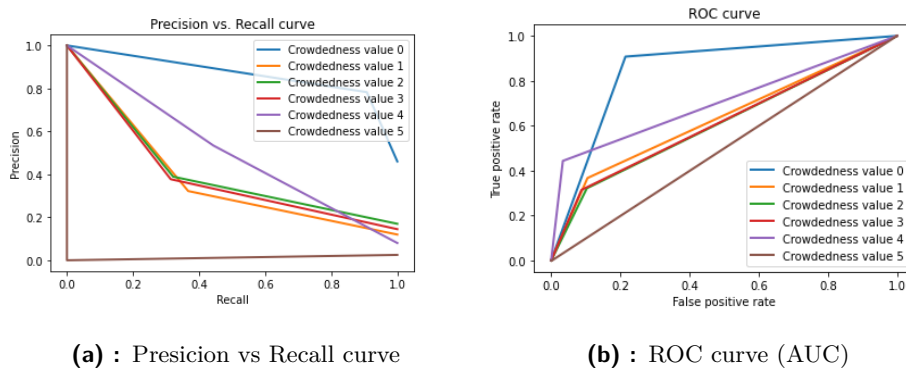 Precision vs. Recall curve
1.0
0.8
0.6
0.4
0.2
0.0
Precision
Crowdedness value 0
Crowdedness value 1
Crowdedness value 2
Crowdedness value 3
Crowdedness value 4
Crowdedness value 5
0.0 0.2 0.4 0.6 0.8 1.0
Recall
(a) : Presicion vs Recall curve
ROC curve
1.0
0.8
0.6
0.4
0.2
0.0
True positive rate
Crowdedness value 0
Crowdedness value 1
Crowdedness value 2
Crowdedness value 3
Crowdedness value 4
Crowdedness value 5
0.0 0.2 0.4 0.6 0.8 1.0
False positive rate
(b) : ROC curve (AUC)